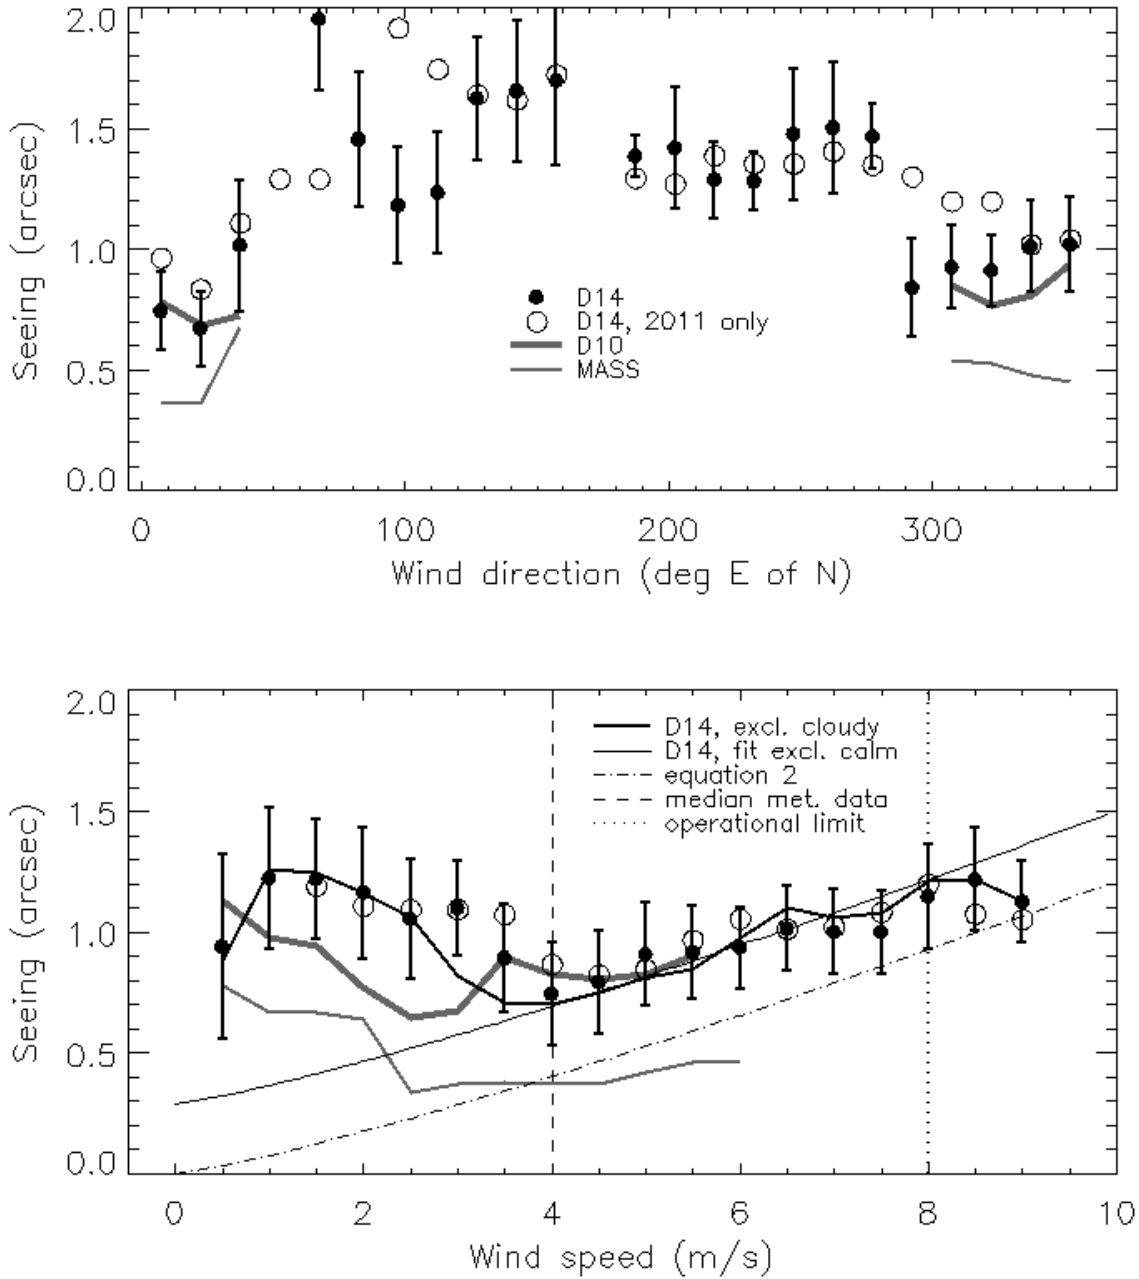 2.0
1.5
1.0
0.5
0.0
Seeing (arcsec)
D14
D14, 2011 only
D10
MASS
0 100 200 300
Wind direction (deg E of N)
2.0
1.5
1.0
0.5
0.0
Seeing (arcsec)
D14, excl. cloudy
D14, fit excl. calm
equation 2
median met. data
operational limit
0 2 4 6 8 10
Wind speed (m/s)